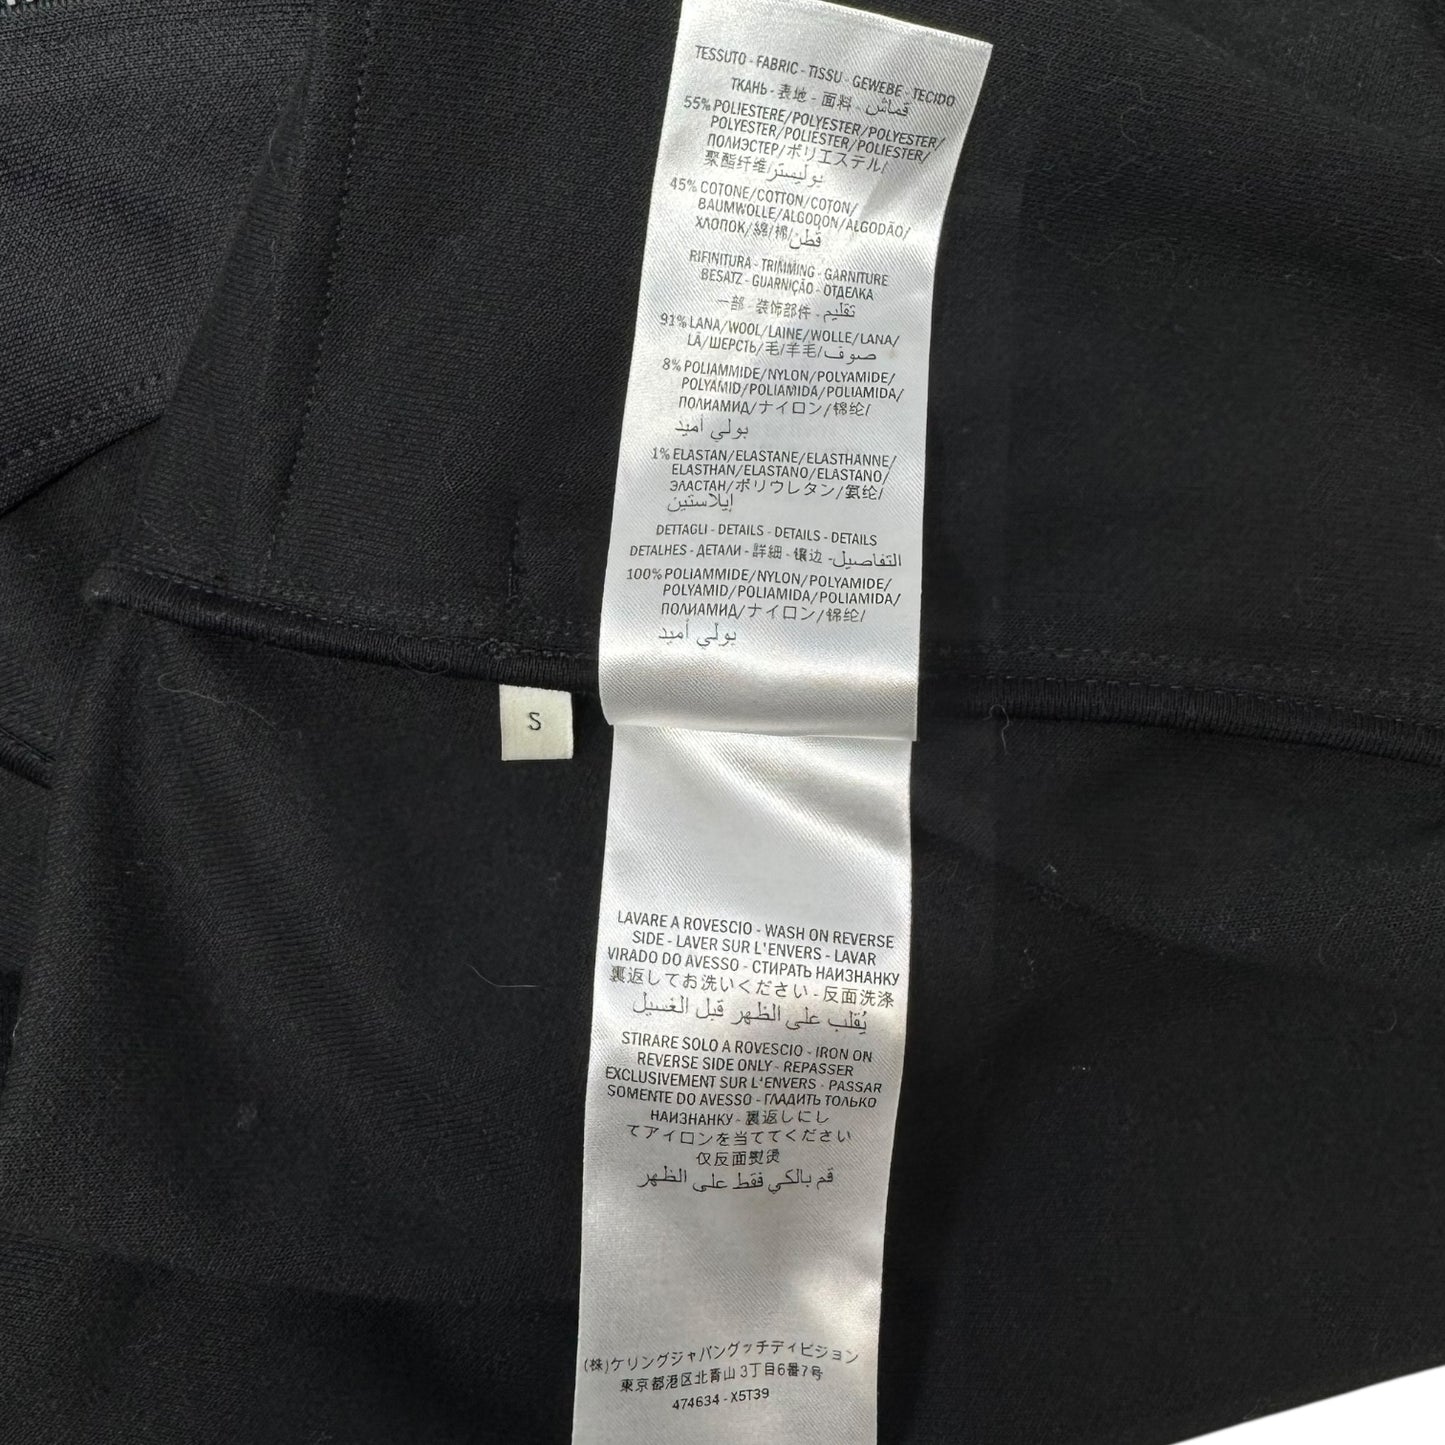 TESSUTO - FABRIC - TISSU - GEWEBE - TECIDO
ТКАНЬ - 表地 - 面料 - قماش
55% POLIESTERE/POLYESTER/POLYESTER/
POLYESTER/POLIÉSTER/POLIESTER/
ПОЛИЭСТЕР/ポリエステル/
聚酯纤维/بوليستر
45% COTONE/COTTON/COTON/
BAUMWOLLE/ALGODON/ALGODÃO/
ХЛОПОК/綿/棉/قطن
RIFINITURA - TRIMMING - GARNITURE
BESATZ - GUARNIÇÃO - ОТДЕЛКА
一部 - 装饰部件 - تقليم
91% LANA/WOOL/LAINE/WOLLE/LANA/
LÃ/ШЕРСТЬ/毛/羊毛/صوف
8% POLIAMMIDE/NYLON/POLYAMIDE/
POLYAMID/POLIAMIDA/POLIAMIDA/
ПОЛИАМИД/ナイロン/锦纶/
بولي أميد
1% ELASTAN/ELASTANE/ELASTHANNE/
ELASTHAN/ELASTANO/ELASTANO/
ЭЛАСТАН/ポリウレタン/氨纶/
إيلاستين
DETTAGLI - DETAILS - DETAILS - DETAILS
DETALHES - ДЕТАЛИ - 詳細 - 镶边 - التفاصيل
100% POLIAMMIDE/NYLON/POLYAMIDE/
POLYAMID/POLIAMIDA/POLIAMIDA/
ПОЛИАМИД/ナイロン/锦纶/
بولي أميد
S
LAVARE A ROVESCIO - WASH ON REVERSE
SIDE - LAVER SUR L'ENVERS - LAVAR
VIRADO DO AVESSO - СТИРАТЬ НАИЗНАНКУ
裏返してお洗いください - 反面洗涤
يُقلب على الظهر قبل الغسيل
STIRARE SOLO A ROVESCIO - IRON ON
REVERSE SIDE ONLY - REPASSER
EXCLUSIVEMENT SUR L'ENVERS - PASSAR
SOMENTE DO AVESSO - ГЛАДИТЬ ТОЛЬКО
НАИЗНАНКУ - 裏返しにし
てアイロンを当ててください
仅反面熨烫
قم بالكي فقط على الظهر
(株)ケリングジャパングッチディビジョン
東京都港区北青山3丁目6番7号
474634 - X5T39